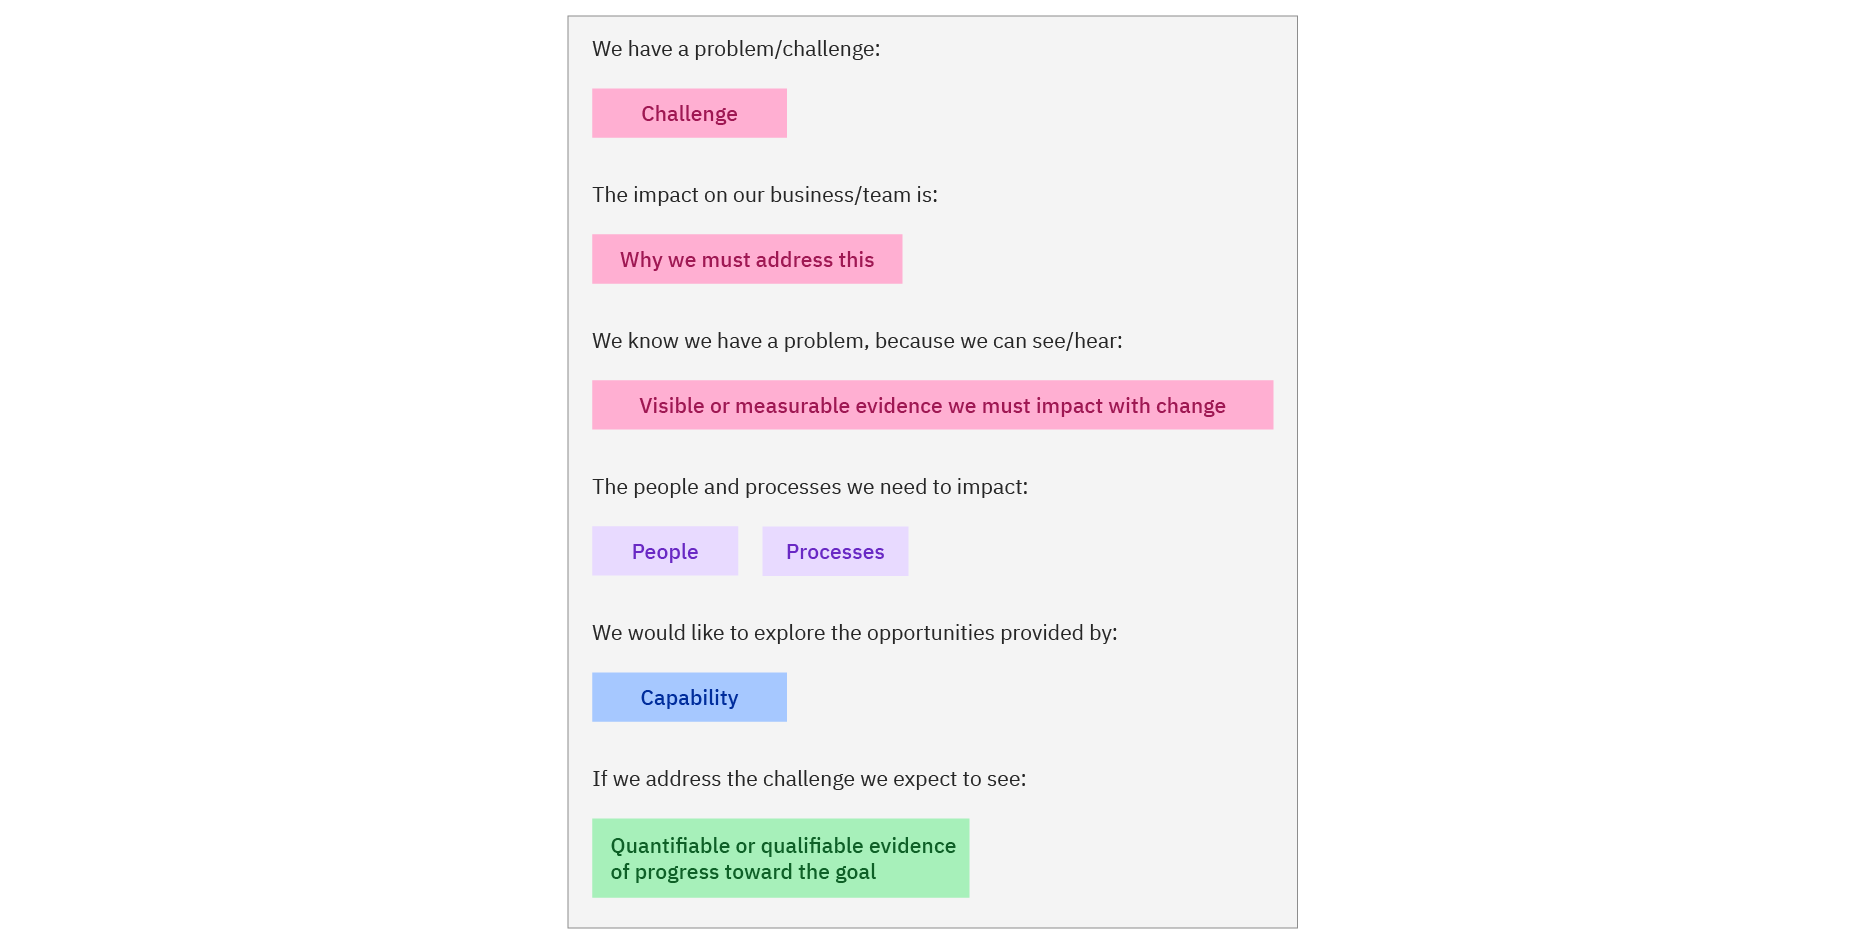 We have a problem/challenge:
Challenge
The impact on our business/team is:
Why we must address this
We know we have a problem, because we can see/hear:
Visible or measurable evidence we must impact with change
The people and processes we need to impact:
People Processes
We would like to explore the opportunities provided by:
Capability
If we address the challenge we expect to see:
Quantifiable or qualifiable evidence
of progress toward the goal